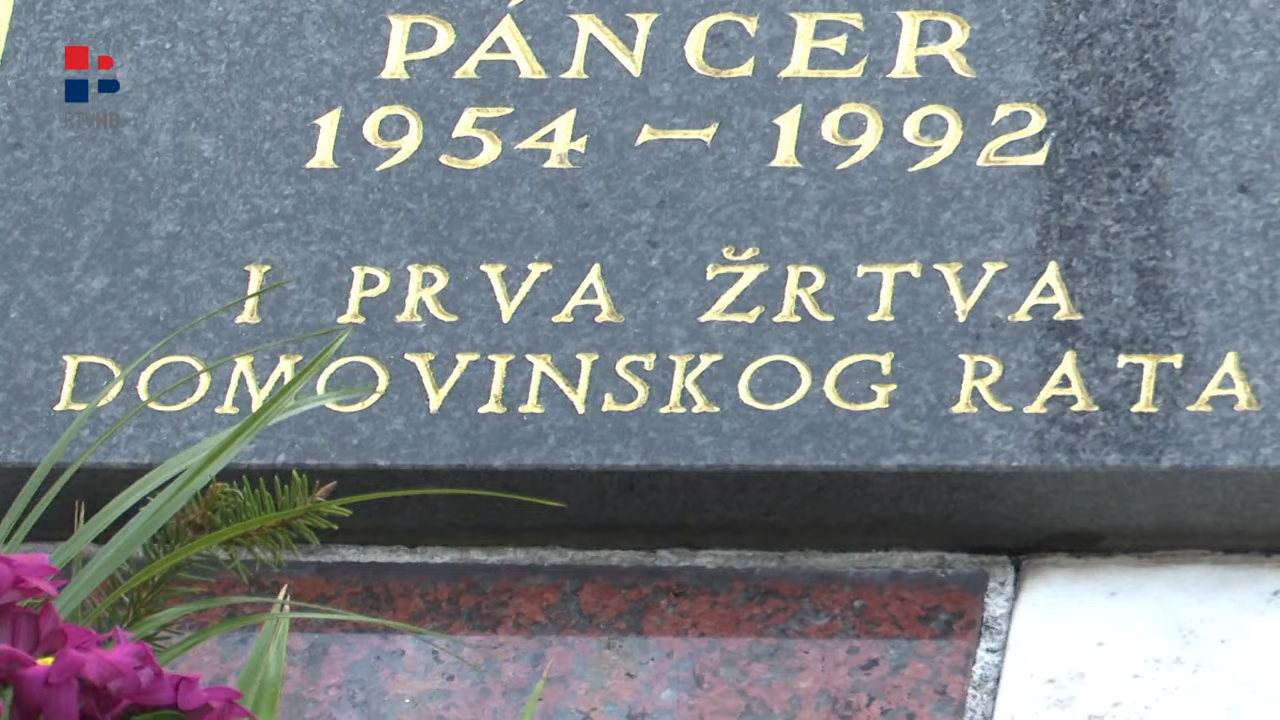 PÁNCER
1954 – 1992
I PRVA ŽRTVA
DOMOVINSKOG RATA
RTVHB